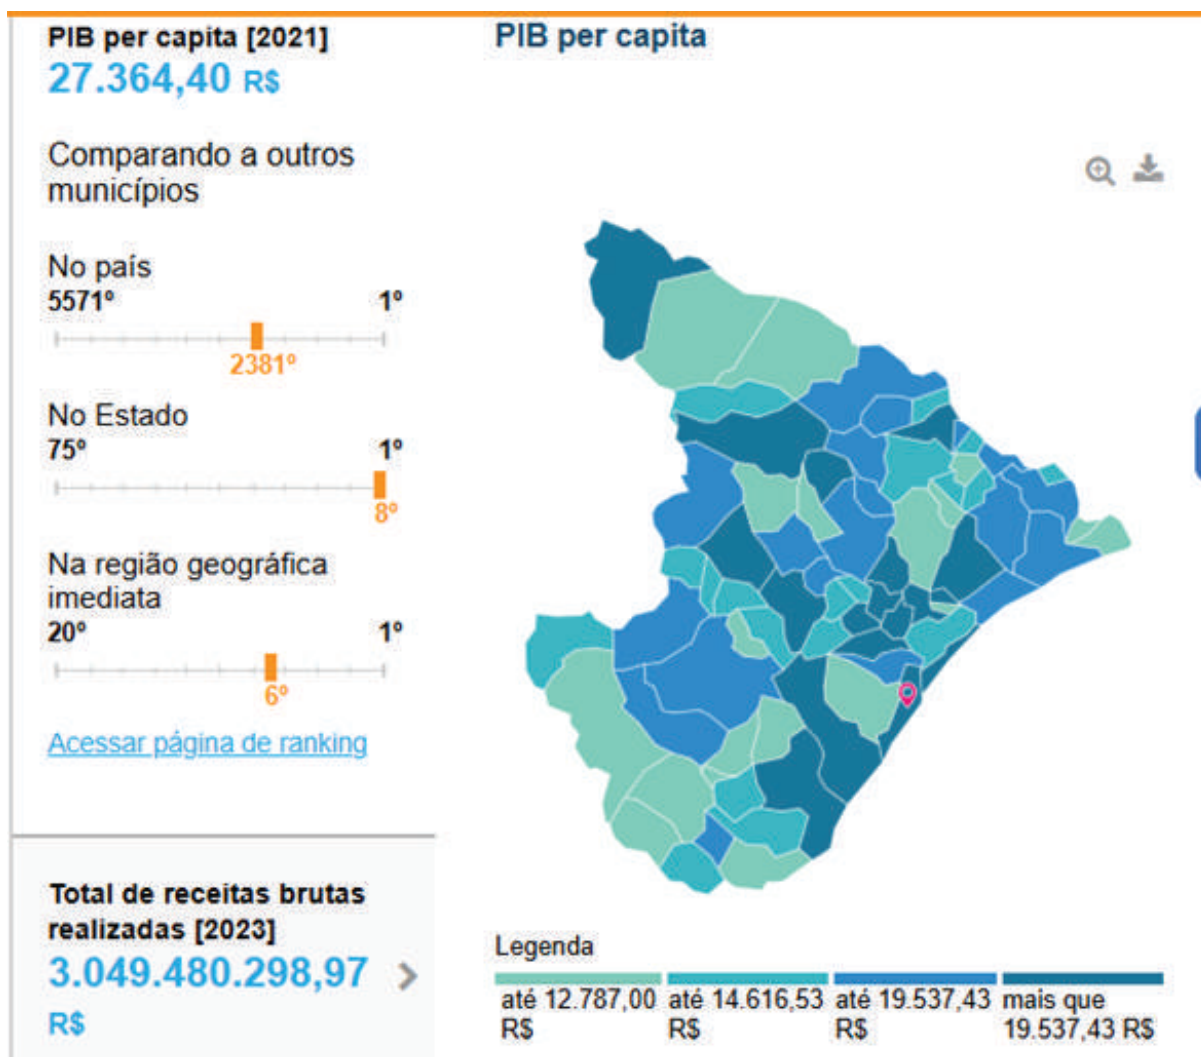 PIB per capita [2021]
27.364,40 R$
Comparando a outros
municípios
No país
5571º 1º
2381º
No Estado
75º 1º
8º
Na região geográfica
imediata
20º 1º
6º
Acessar página de ranking
Total de receitas brutas
realizadas [2023]
3.049.480.298,97
R$
PIB per capita
Legenda
até 12.787,00
R$
até 14.616,53
R$
até 19.537,43
R$
mais que
19.537,43 R$